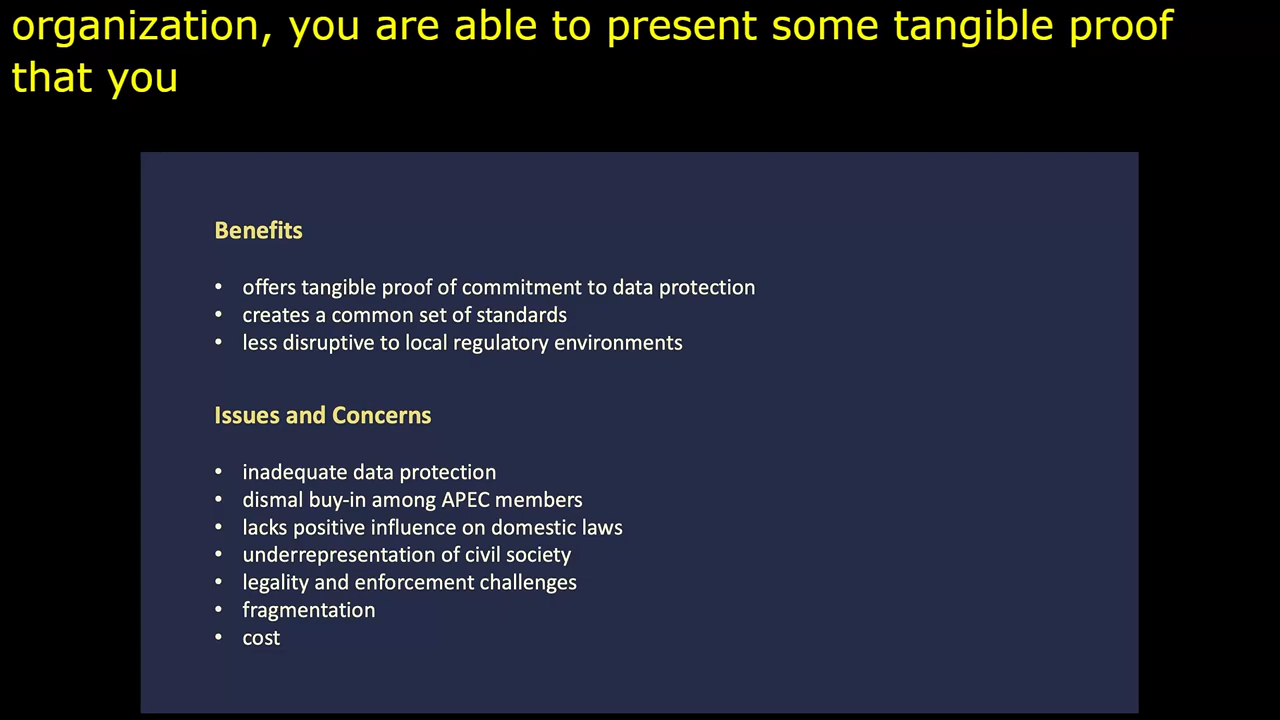 organization, you are able to present some tangible proof
that you
Benefits
• offers tangible proof of commitment to data protection
• creates a common set of standards
• less disruptive to local regulatory environments
Issues and Concerns
• inadequate data protection
• dismal buy-in among APEC members
• lacks positive influence on domestic laws
• underrepresentation of civil society
• legality and enforcement challenges
• fragmentation
• cost